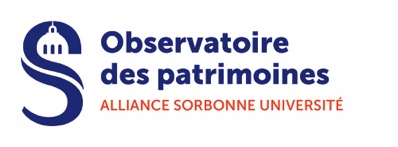 Observatoire
des patrimoines
ALLIANCE SORBONNE UNIVERSITÉ